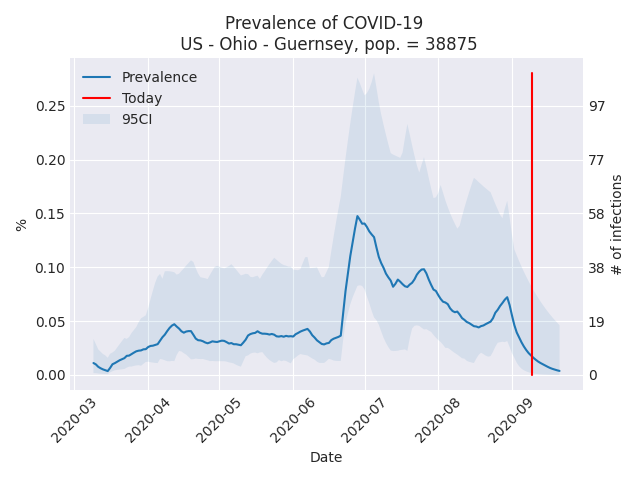 Prevalence of COVID-19
US - Ohio - Guernsey, pop. = 38875
Prevalence
Today
95CI
0.25
0.20
0.15
0.10
0.05
0.00
%
97
77
58
38
19
0
# of infections
2020-03
2020-04
2020-05
2020-06
2020-07
2020-08
2020-09
Date